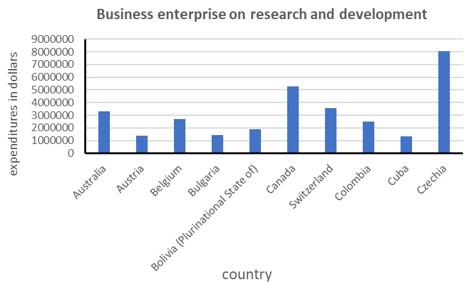 Business enterprise on research and development
expenditures in dollars
9000000
8000000
7000000
6000000
5000000
4000000
3000000
2000000
1000000
0
Australia
Austria
Belgium
Bulgaria
Bolivia (Plurinational State of)
Canada
Switzerland
Colombia
Cuba
Czechia
country